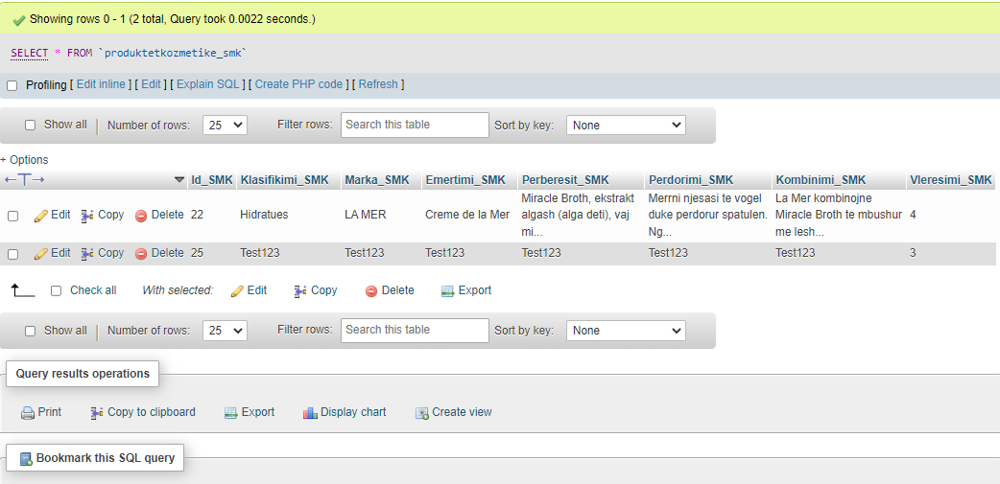 Showing rows 0 - 1 (2 total, Query took 0.0022 seconds.)
SELECT * FROM `produktetkozmetike_smk`
Profiling [ Edit inline ] [ Edit ] [ Explain SQL ] [ Create PHP code ] [ Refresh ]
Show all Number of rows: 25 Filter rows: Search this table Sort by key: None
+ Options
←T→ Id_SMK Klasifikimi_SMK Marka_SMK Emertimi_SMK Perberesit_SMK Perdorimi_SMK Kombinimi_SMK Vleresimi_SMK
Edit Copy Delete 22 Hidratues LA MER Creme de la Mer
Miracle Broth, ekstrakt
algash (alga deti), vaj
mi...
Merrni njesasi te vogel
duke perdorur spatulen.
Ng...
La Mer kombinojne
Miracle Broth te mbushur
me lesh...
4
Edit Copy Delete 25 Test123 Test123 Test123 Test123 Test123 Test123 3
Check all With selected: Edit Copy Delete Export
Show all Number of rows: 25 Filter rows: Search this table Sort by key: None
Query results operations
Print Copy to clipboard Export Display chart Create view
Bookmark this SQL query